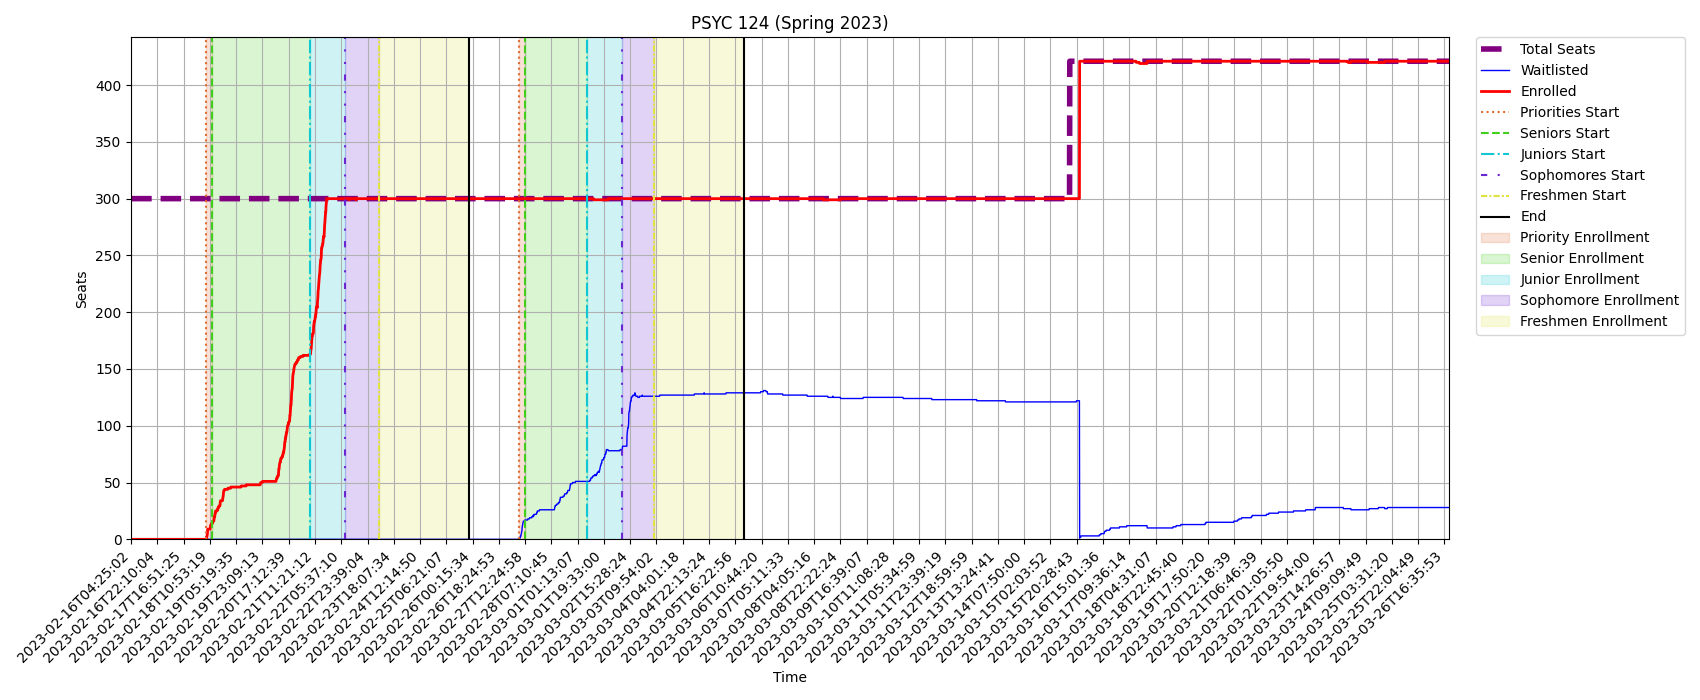 PSYC 124 (Spring 2023)
Seats
400
350
300
250
200
150
100
50
0
2023-02-16T04:25:02
2023-02-16T22:10:04
2023-02-17T16:51:25
2023-02-18T10:53:19
2023-02-19T05:19:35
2023-02-19T23:09:13
2023-02-20T17:12:39
2023-02-21T11:21:12
2023-02-22T05:37:10
2023-02-22T23:39:04
2023-02-23T18:07:34
2023-02-24T12:14:50
2023-02-25T06:21:07
2023-02-26T00:15:34
2023-02-26T18:24:53
2023-02-27T12:24:58
2023-02-28T07:10:45
2023-03-01T01:13:07
2023-03-01T19:33:00
2023-03-02T15:28:24
2023-03-03T09:54:02
2023-03-04T04:01:18
2023-03-04T22:13:24
2023-03-05T16:22:56
2023-03-06T10:44:20
2023-03-07T05:11:33
2023-03-08T04:05:16
2023-03-08T22:22:24
2023-03-09T16:39:07
2023-03-10T11:08:28
2023-03-11T05:34:59
2023-03-11T23:39:19
2023-03-12T18:59:59
2023-03-13T13:24:41
2023-03-14T07:50:00
2023-03-15T02:03:52
2023-03-15T20:28:43
2023-03-16T15:01:36
2023-03-17T09:36:14
2023-03-18T04:31:07
2023-03-18T22:45:40
2023-03-19T17:50:20
2023-03-20T12:18:39
2023-03-21T06:46:39
2023-03-22T01:05:50
2023-03-22T19:54:00
2023-03-23T14:26:57
2023-03-24T09:09:49
2023-03-25T03:31:20
2023-03-25T22:04:49
2023-03-26T16:35:53
Time
Total Seats
Waitlisted
Enrolled
Priorities Start
Seniors Start
Juniors Start
Sophomores Start
Freshmen Start
End
Priority Enrollment
Senior Enrollment
Junior Enrollment
Sophomore Enrollment
Freshmen Enrollment